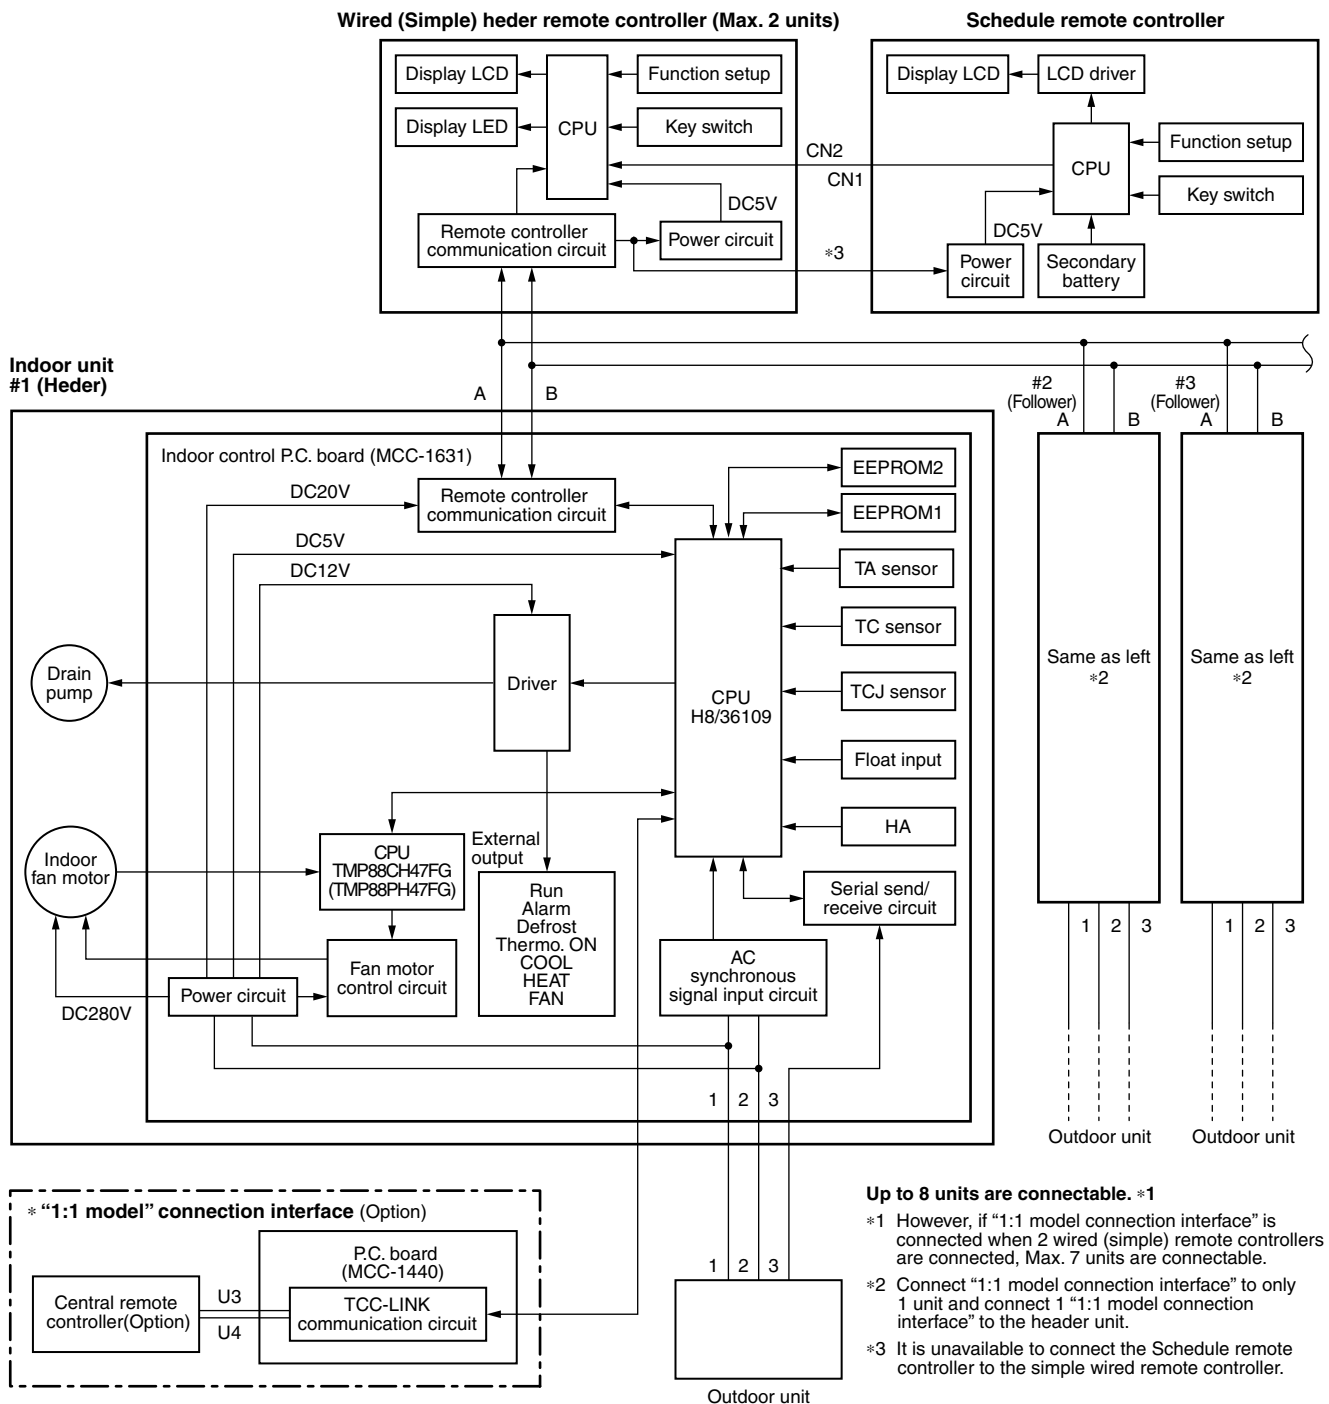 Wired (Simple) heder remote controller (Max. 2 units)
Schedule remote controller
Display LCD
Function setup
Display LED
CPU
Key switch
Display LCD
LCD driver
Function setup
CPU
Key switch
CN2
CN1
DC5V
Remote controller
communication circuit
Power circuit
DC5V
∗3
Power
circuit
Secondary
battery
Indoor unit
#1 (Heder)
A
B
#2
(Follower)
A
B
#3
(Follower)
A
B
Indoor control P.C. board (MCC-1631)
DC20V
Remote controller
communication circuit
EEPROM2
EEPROM1
DC5V
DC12V
TA sensor
TC sensor
Drain
pump
Driver
CPU
H8/36109
TCJ sensor
Same as left
∗2
Same as left
∗2
Float input
HA
Indoor
fan motor
CPU
TMP88CH47FG
(TMP88PH47FG)
External
output
Run
Alarm
Defrost
Thermo. ON
COOL
HEAT
FAN
Serial send/
receive circuit
1
2
3
1
2
3
AC
synchronous
signal input circuit
Fan motor
control circuit
Power circuit
DC280V
1
2
3
Outdoor unit
Outdoor unit
∗ “1:1 model” connection interface (Option)
P.C. board
(MCC-1440)
Central remote
controller(Option)
U3
U4
TCC-LINK
communication circuit
1
2
3
Outdoor unit
Up to 8 units are connectable. ∗1
∗1 However, if “1:1 model connection interface” is
connected when 2 wired (simple) remote controllers
are connected, Max. 7 units are connectable.
∗2 Connect “1:1 model connection interface” to only
1 unit and connect 1 “1:1 model connection
interface” to the header unit.
∗3 It is unavailable to connect the Schedule remote
controller to the simple wired remote controller.